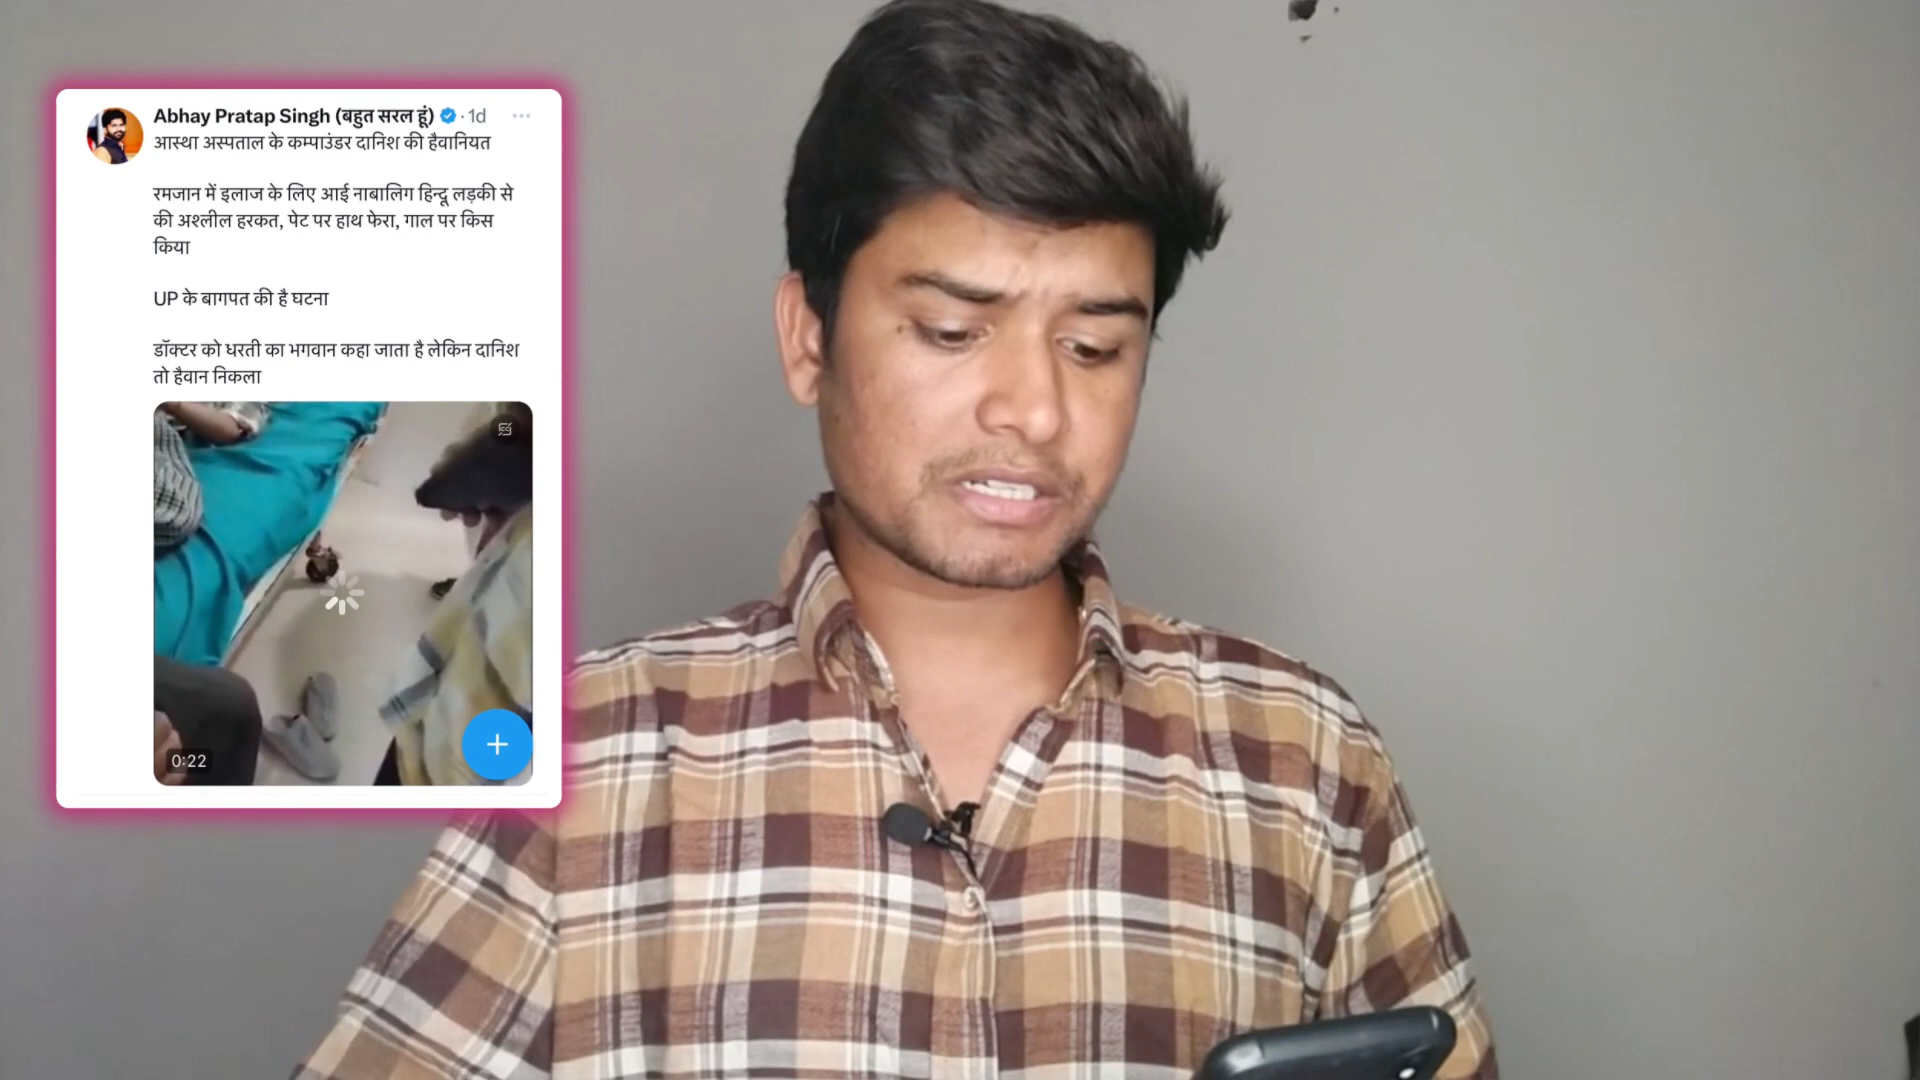 Abhay Pratap Singh (बहुत सरल हूं) · 1d
आस्था अस्पताल के कम्पाउंडर दानिश की हैवानियत
रमजान में इलाज के लिए आई नाबालिग हिन्दू लड़की से
की अश्लील हरकत, पेट पर हाथ फेरा, गाल पर किस
किया
UP के बागपत की है घटना
डॉक्टर को धरती का भगवान कहा जाता है लेकिन दानिश
तो हैवान निकला
0:22